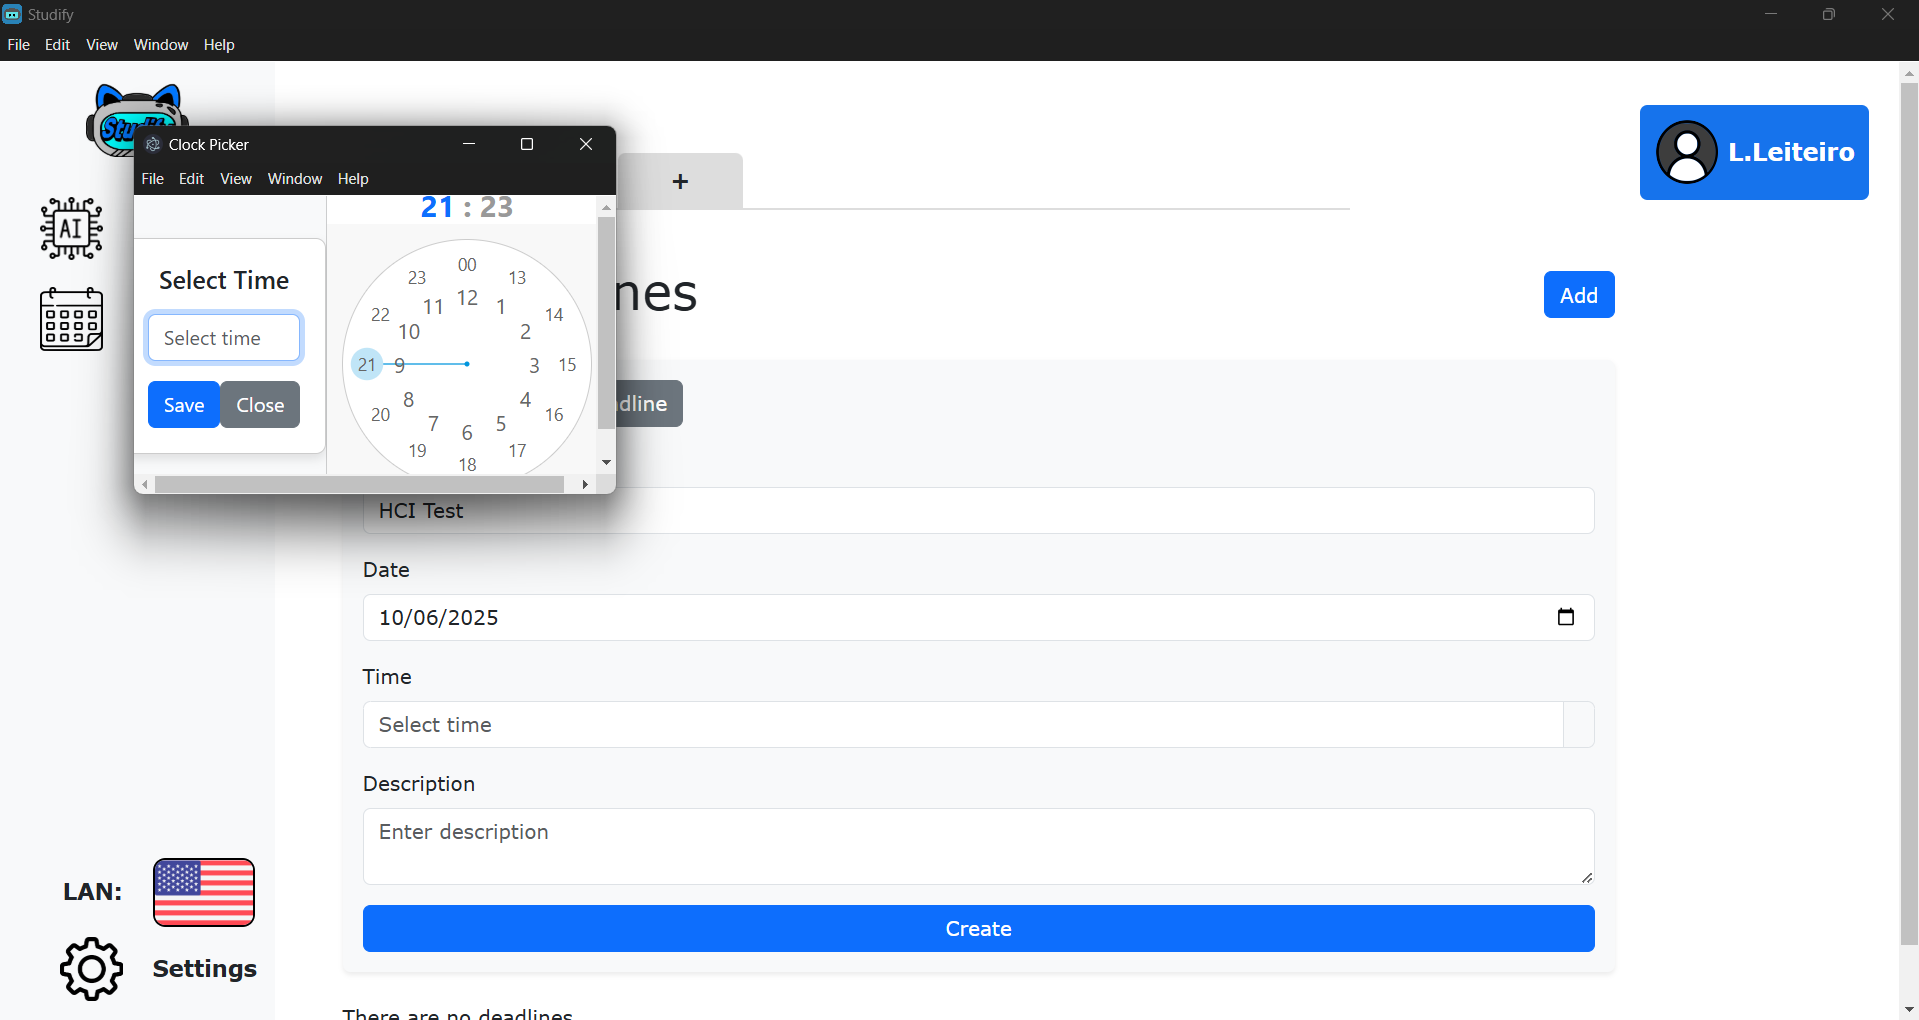 Studify
File Edit View Window Help
Clock Picker
File Edit View Window Help
+
L.Leiteiro
AI
21 : 23
Select Time
Select time
Save Close
00
23 13
12
11 1
22 14
10 2
21 9 3 15
8 4
20 16
7 5
6
19 17
18
nes
Add
dline
HCI Test
Date
10/06/2025
Time
Select time
Description
Enter description
Create
LAN:
Settings
There are no deadlines